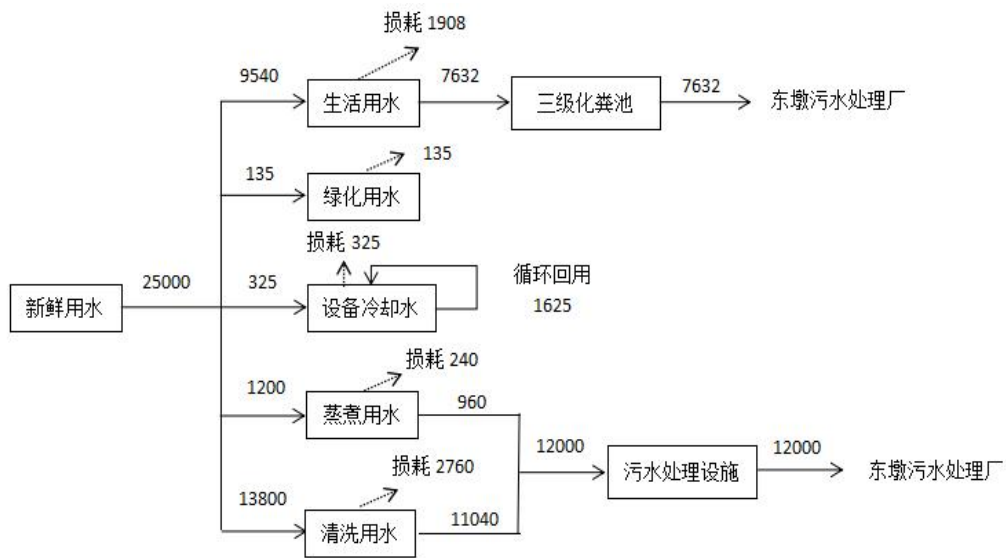 损耗 1908
9540
生活用水
7632
三级化粪池
7632
东墩污水处理厂
135
135
绿化用水
损耗 325
新鲜用水
25000
325
设备冷却水
循环回用
1625
损耗 240
1200
蒸煮用水
960
12000
污水处理设施
12000
东墩污水处理厂
损耗 2760
13800
清洗用水
11040